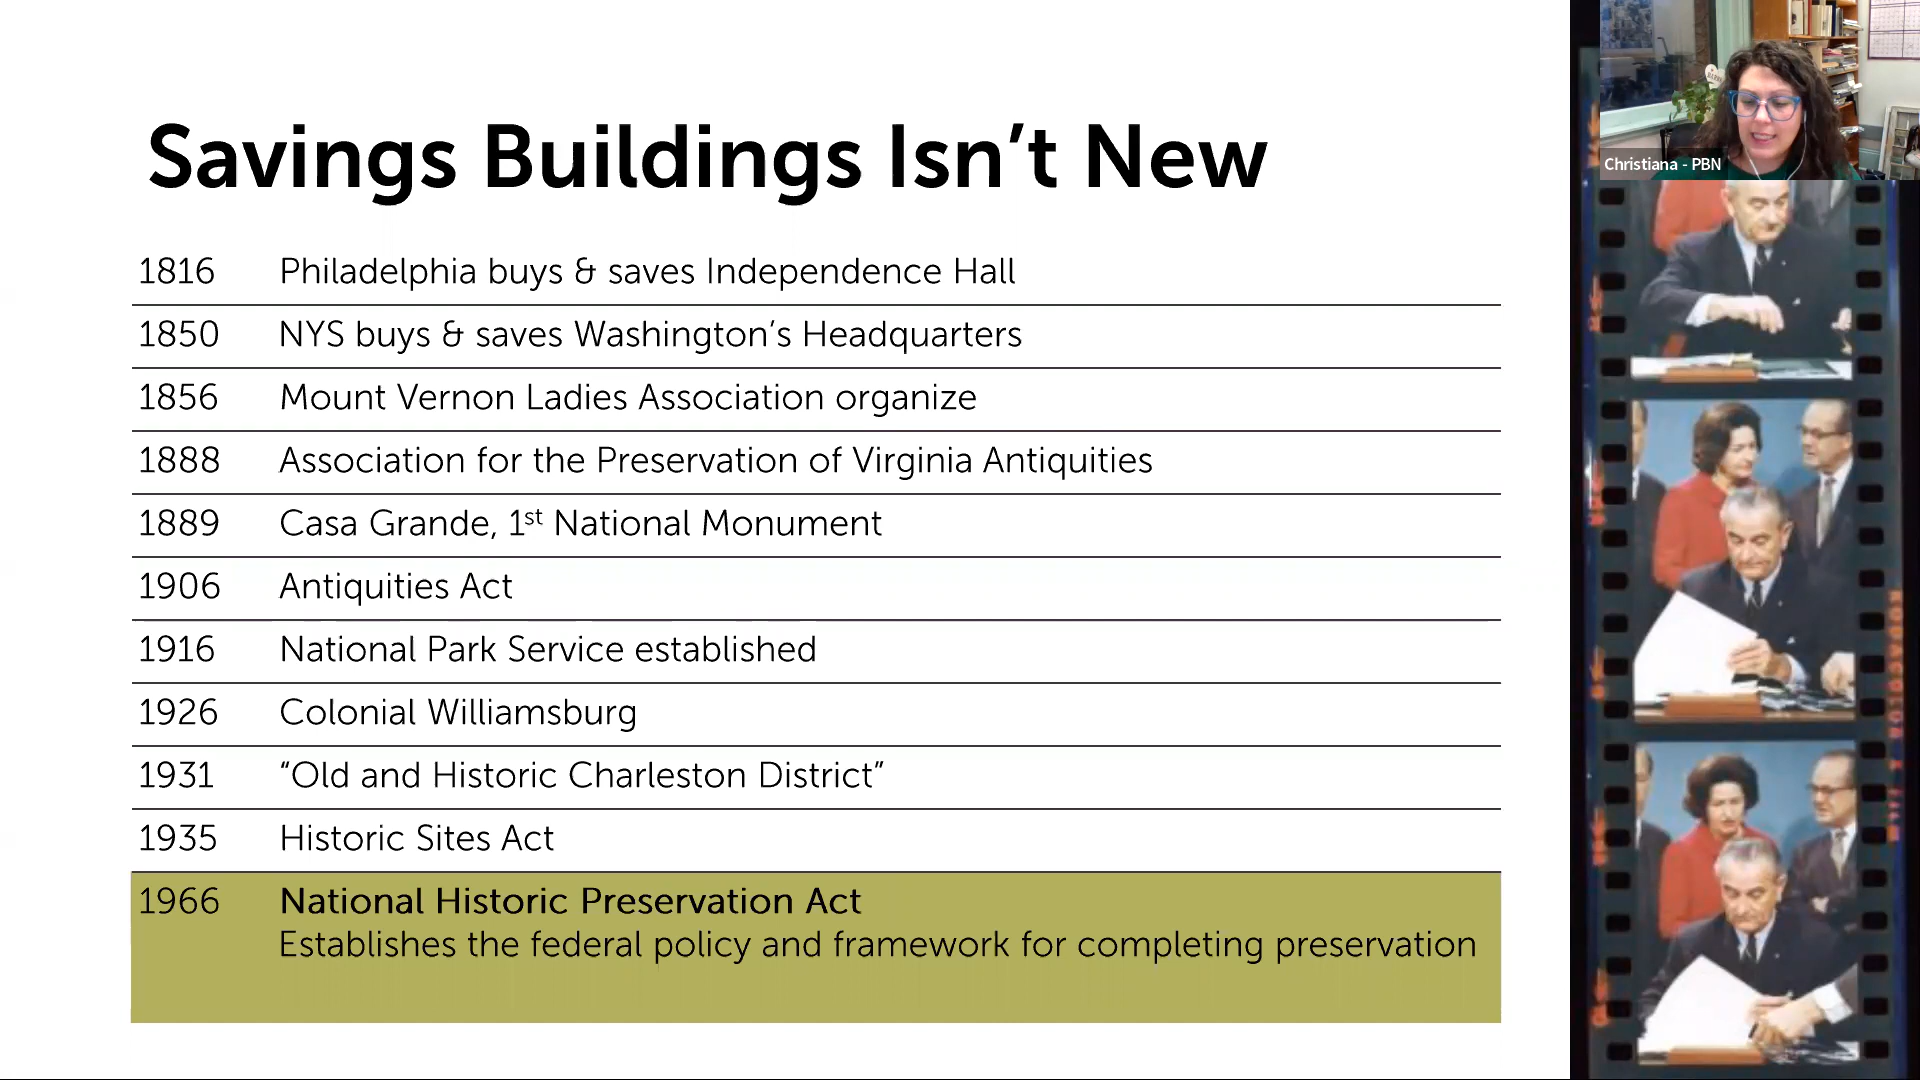 Savings Buildings Isn’t New
1816 Philadelphia buys & saves Independence Hall
1850 NYS buys & saves Washington’s Headquarters
1856 Mount Vernon Ladies Association organize
1888 Association for the Preservation of Virginia Antiquities
1889 Casa Grande, 1st National Monument
1906 Antiquities Act
1916 National Park Service established
1926 Colonial Williamsburg
1931 “Old and Historic Charleston District”
1935 Historic Sites Act
1966 National Historic Preservation Act
Establishes the federal policy and framework for completing preservation
Christiana - PBN